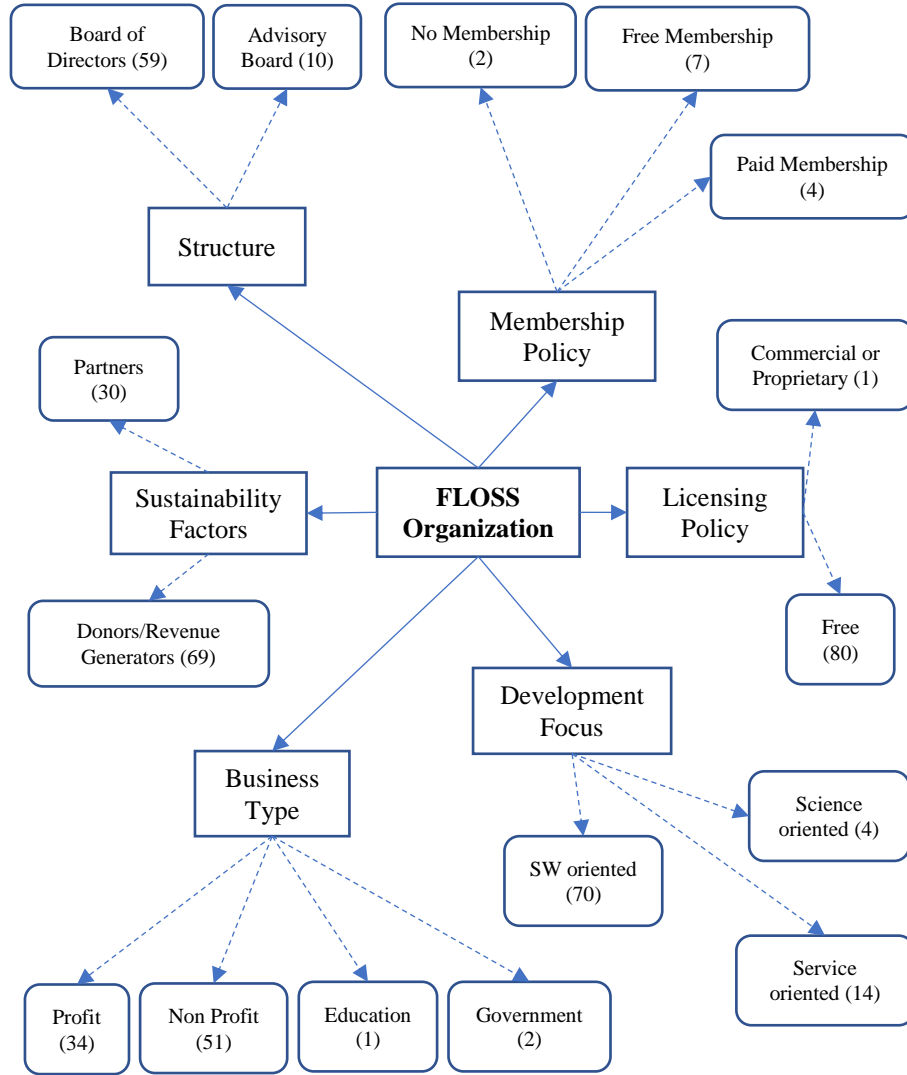 Board of
Directors (59)
Advisory
Board (10)
No Membership
(2)
Free Membership
(7)
Paid Membership
(4)
Structure
Membership
Policy
Partners
(30)
Commercial or
Proprietary (1)
Sustainability
Factors
FLOSS
Organization
Licensing
Policy
Donors/Revenue
Generators (69)
Free
(80)
Development
Focus
Business
Type
Science
oriented (4)
SW oriented
(70)
Service
oriented (14)
Profit
(34)
Non Profit
(51)
Education
(1)
Government
(2)